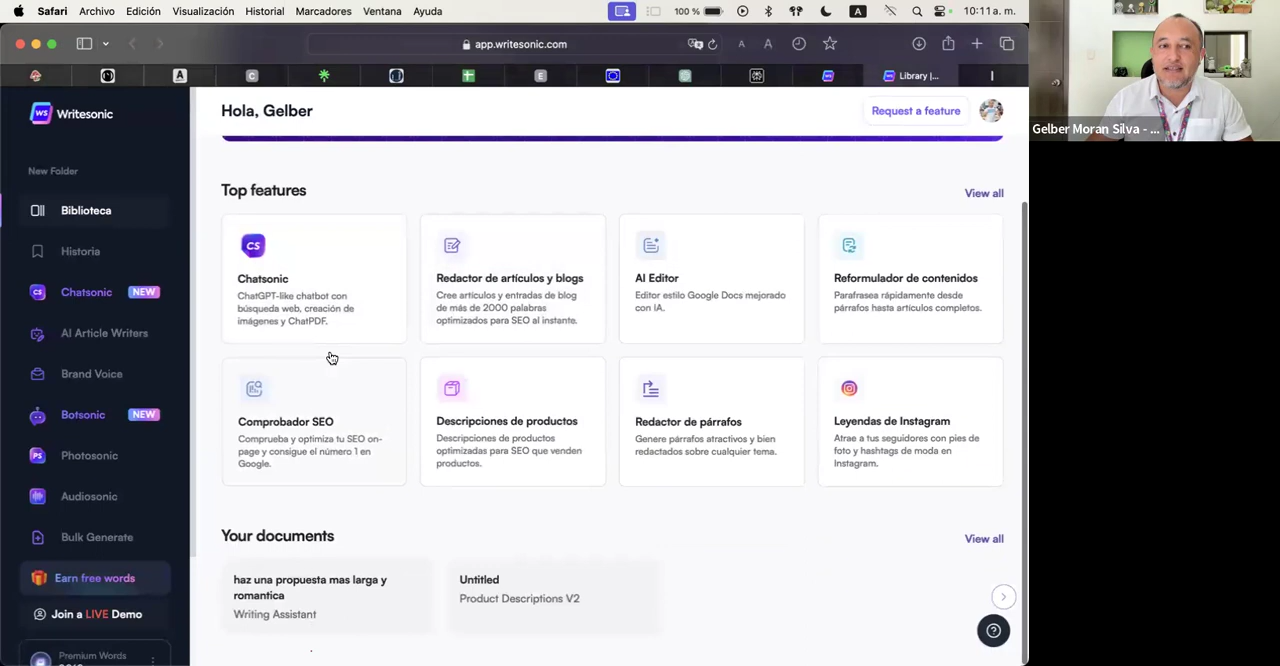 Safari Archivo Edición Visualización Historial Marcadores Ventana Ayuda 100 % A 10:11 a. m.
app.writesonic.com A A
A C E Library |...
WS Writesonic
New Folder
Biblioteca
Historia
CS Chatsonic NEW
AI Article Writers
Brand Voice
Botsonic NEW
PS Photosonic
Audiosonic
Bulk Generate
Earn free words
Join a LIVE Demo
Premium Words
Hola, Gelber
Request a feature
Top features
View all
CS
Chatsonic
ChatGPT-like chatbot con
búsqueda web, creación de
imágenes y ChatPDF.
Redactor de artículos y blogs
Cree artículos y entradas de blog
de más de 2000 palabras
optimizados para SEO al instante.
AI Editor
Editor estilo Google Docs mejorado
con IA.
Reformulador de contenidos
Parafrasea rápidamente desde
párrafos hasta artículos completos.
Comprobador SEO
Comprueba y optimiza tu SEO on-
page y consigue el número 1 en
Google.
Descripciones de productos
Descripciones de productos
optimizadas para SEO que venden
productos.
Redactor de párrafos
Genere párrafos atractivos y bien
redactados sobre cualquier tema.
Leyendas de Instagram
Atrae a tus seguidores con pies de
foto y hashtags de moda en
Instagram.
Your documents
View all
haz una propuesta mas larga y
romantica
Writing Assistant
Untitled
Product Descriptions V2
Gelber Moran Silva - ...